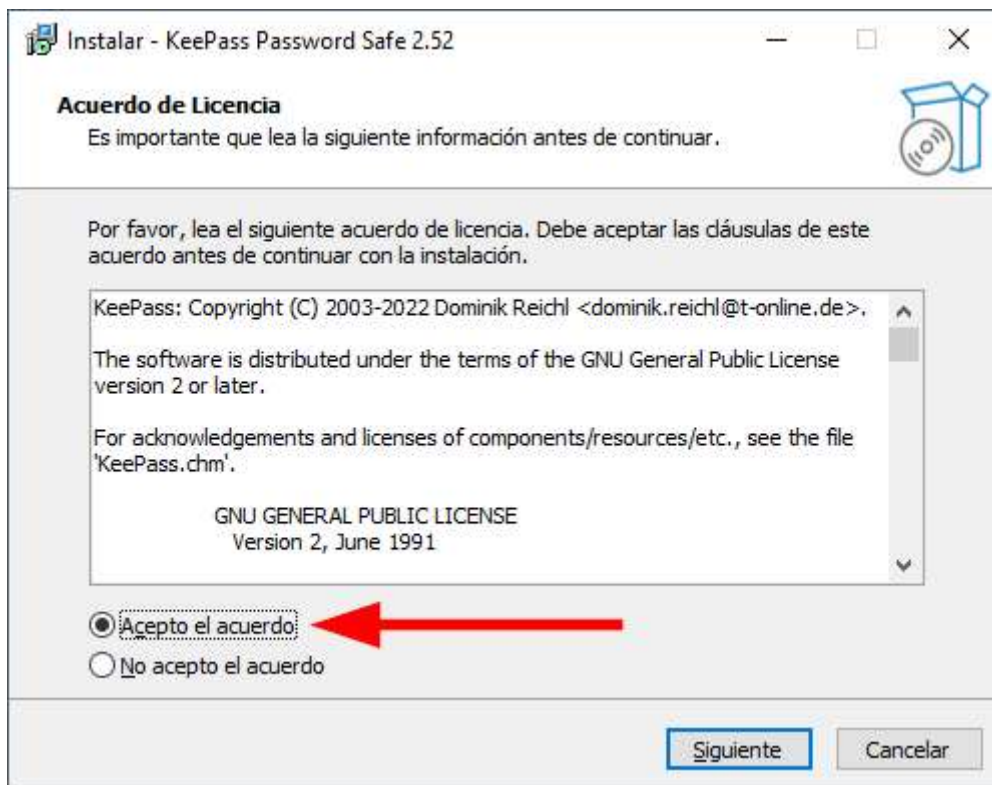 Instalar - KeePass Password Safe 2.52
Acuerdo de Licencia
Es importante que lea la siguiente información antes de continuar.
Por favor, lea el siguiente acuerdo de licencia. Debe aceptar las cláusulas de este
acuerdo antes de continuar con la instalación.
KeePass: Copyright (C) 2003-2022 Dominik Reichl <dominik.reichl@t-online.de>.
The software is distributed under the terms of the GNU General Public License
version 2 or later.
For acknowledgements and licenses of components/resources/etc., see the file
'KeePass.chm'.
GNU GENERAL PUBLIC LICENSE
Version 2, June 1991
Acepto el acuerdo
No acepto el acuerdo
Siguiente
Cancelar